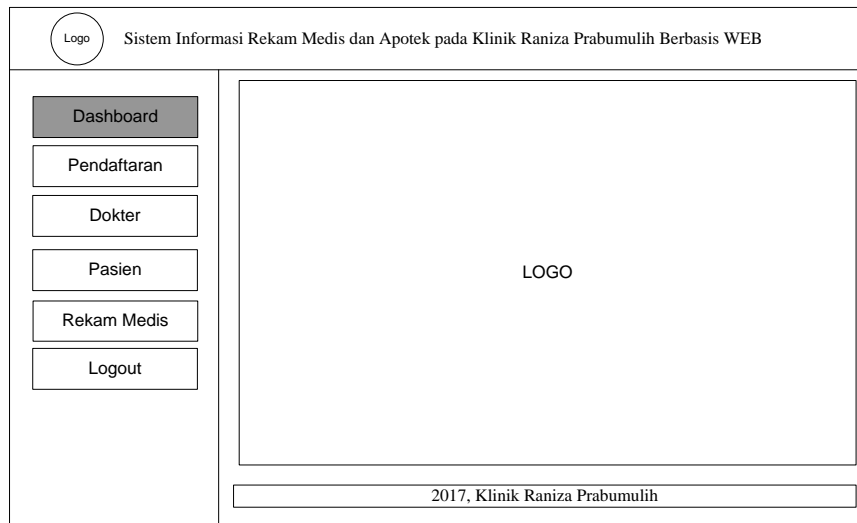 Logo
Sistem Informasi Rekam Medis dan Apotek pada Klinik Raniza Prabumulih Berbasis WEB
Dashboard
Pendaftaran
Dokter
Pasien
Rekam Medis
Logout
LOGO
2017, Klinik Raniza Prabumulih